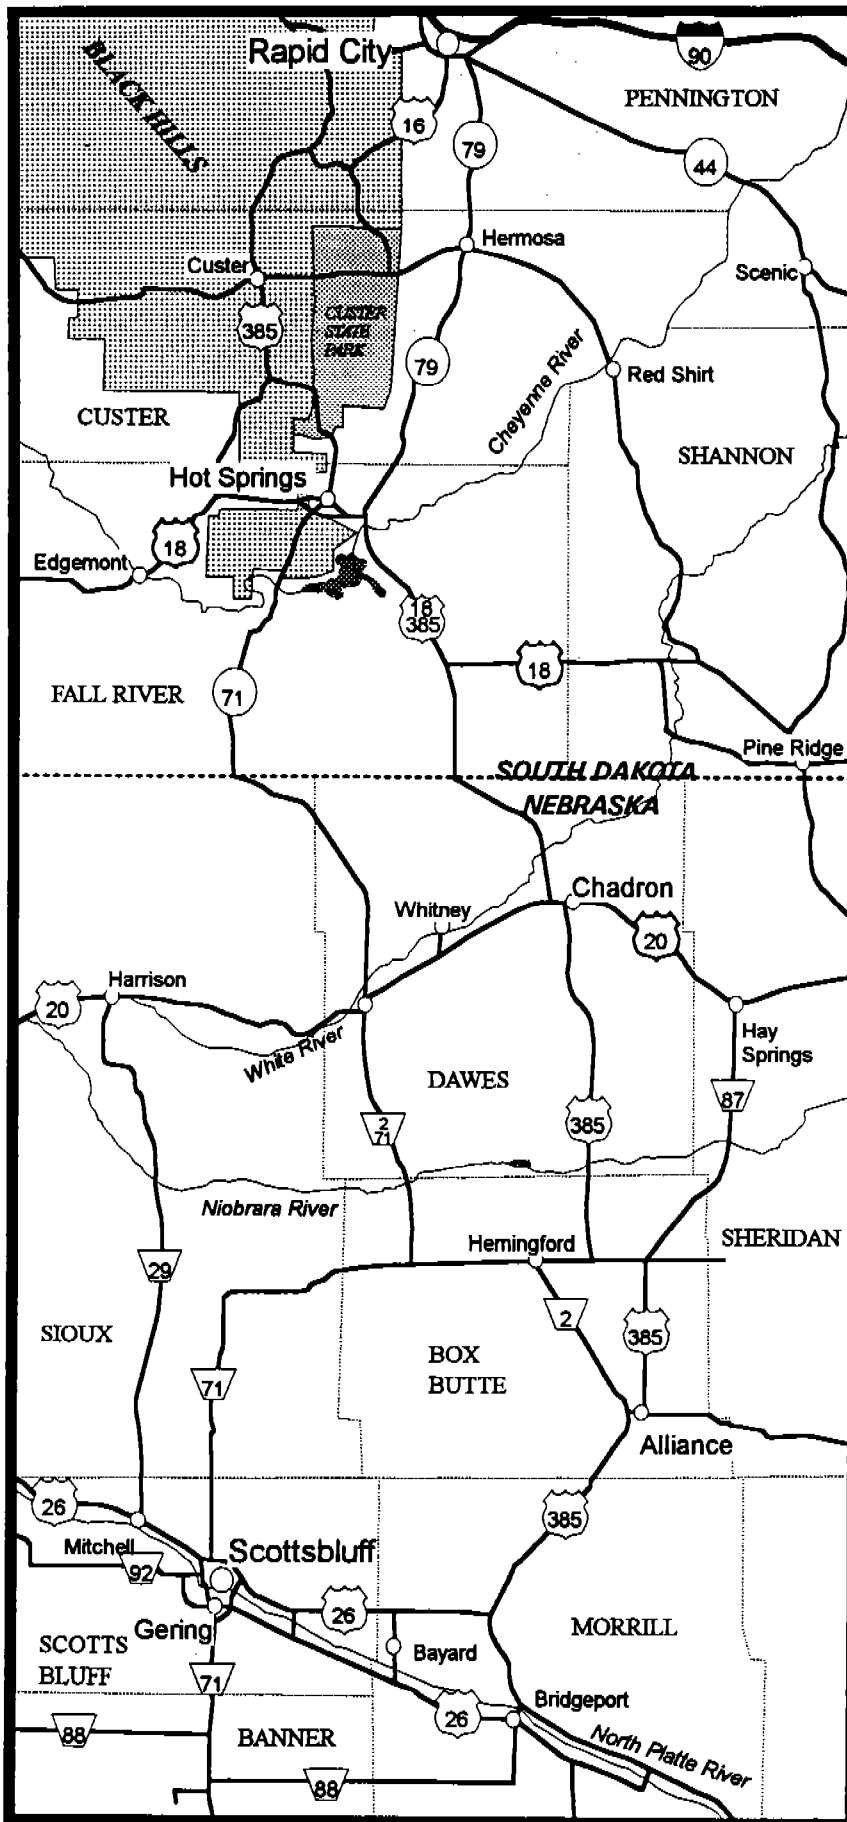 Rapid City
90
BLACK HILLS
PENNINGTON
16
79
44
Hermosa
Custer
Scenic
385
CUSTER
STATE
PARK
79
Cheyenne River
Red Shirt
CUSTER
SHANNON
Hot Springs
18
Edgemont
18
385
18
71
FALL RIVER
Pine Ridge
SOUTH DAKOTA
NEBRASKA
Chadron
Whitney
20
Harrison
20
White River
Hay
Springs
DAWES
87
2
71
385
Niobrara River
SHERIDAN
Hemingford
29
2
SIOUX
385
BOX
BUTTE
71
Alliance
26
385
Mitchell
Scottsbluff
92
26
Gering
MORRILL
SCOTTS
BLUFF
Bayard
71
Bridgeport
26
88
BANNER
North Platte River
88